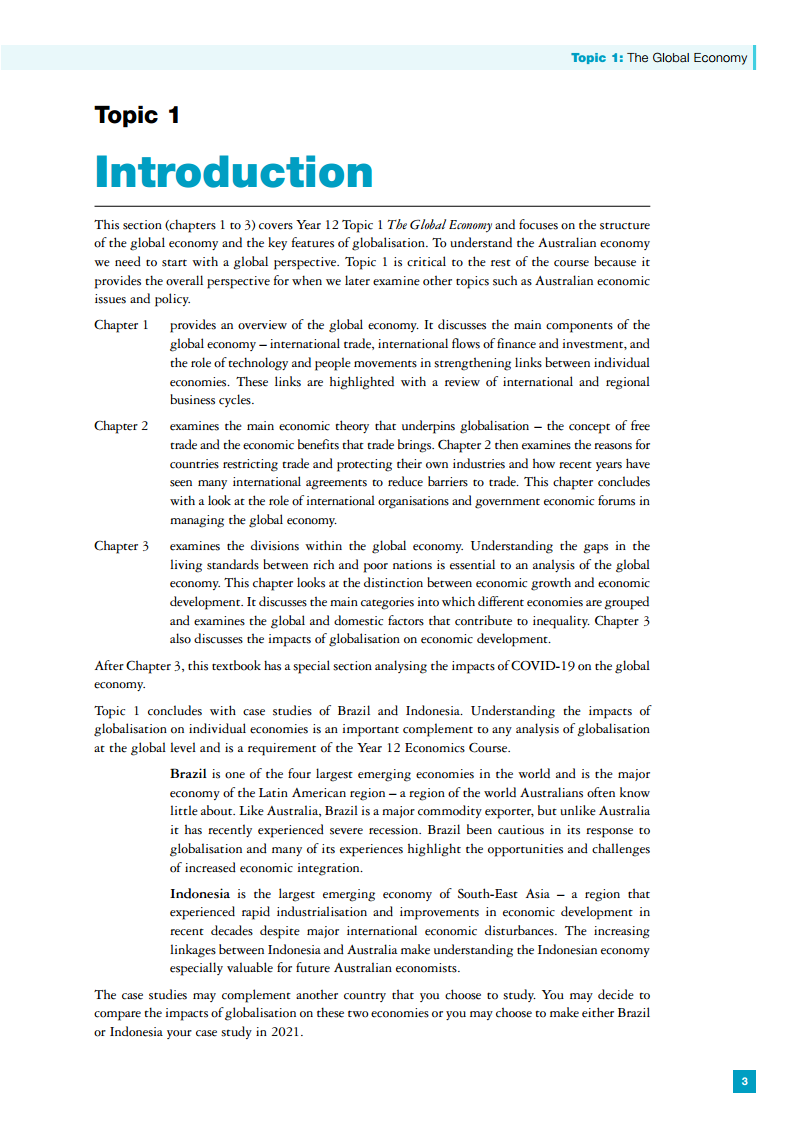 Topic 1: The Global Economy
Topic 1
Introduction
This section (chapters 1 to 3) covers Year 12 Topic 1 The Global Economy and focuses on the structure
of the global economy and the key features of globalisation. To understand the Australian economy
we need to start with a global perspective. Topic 1 is critical to the rest of the course because it
provides the overall perspective for when we later examine other topics such as Australian economic
issues and policy.
Chapter 1 provides an overview of the global economy. It discusses the main components of the
global economy – international trade, international flows of finance and investment, and
the role of technology and people movements in strengthening links between individual
economies. These links are highlighted with a review of international and regional
business cycles.
Chapter 2 examines the main economic theory that underpins globalisation – the concept of free
trade and the economic benefits that trade brings. Chapter 2 then examines the reasons for
countries restricting trade and protecting their own industries and how recent years have
seen many international agreements to reduce barriers to trade. This chapter concludes
with a look at the role of international organisations and government economic forums in
managing the global economy.
Chapter 3 examines the divisions within the global economy. Understanding the gaps in the
living standards between rich and poor nations is essential to an analysis of the global
economy. This chapter looks at the distinction between economic growth and economic
development. It discusses the main categories into which different economies are grouped
and examines the global and domestic factors that contribute to inequality. Chapter 3
also discusses the impacts of globalisation on economic development.
After Chapter 3, this textbook has a special section analysing the impacts of COVID-19 on the global
economy.
Topic 1 concludes with case studies of Brazil and Indonesia. Understanding the impacts of
globalisation on individual economies is an important complement to any analysis of globalisation
at the global level and is a requirement of the Year 12 Economics Course.
Brazil is one of the four largest emerging economies in the world and is the major
economy of the Latin American region – a region of the world Australians often know
little about. Like Australia, Brazil is a major commodity exporter, but unlike Australia
it has recently experienced severe recession. Brazil been cautious in its response to
globalisation and many of its experiences highlight the opportunities and challenges
of increased economic integration.
Indonesia is the largest emerging economy of South-East Asia – a region that
experienced rapid industrialisation and improvements in economic development in
recent decades despite major international economic disturbances. The increasing
linkages between Indonesia and Australia make understanding the Indonesian economy
especially valuable for future Australian economists.
The case studies may complement another country that you choose to study. You may decide to
compare the impacts of globalisation on these two economies or you may choose to make either Brazil
or Indonesia your case study in 2021.
3